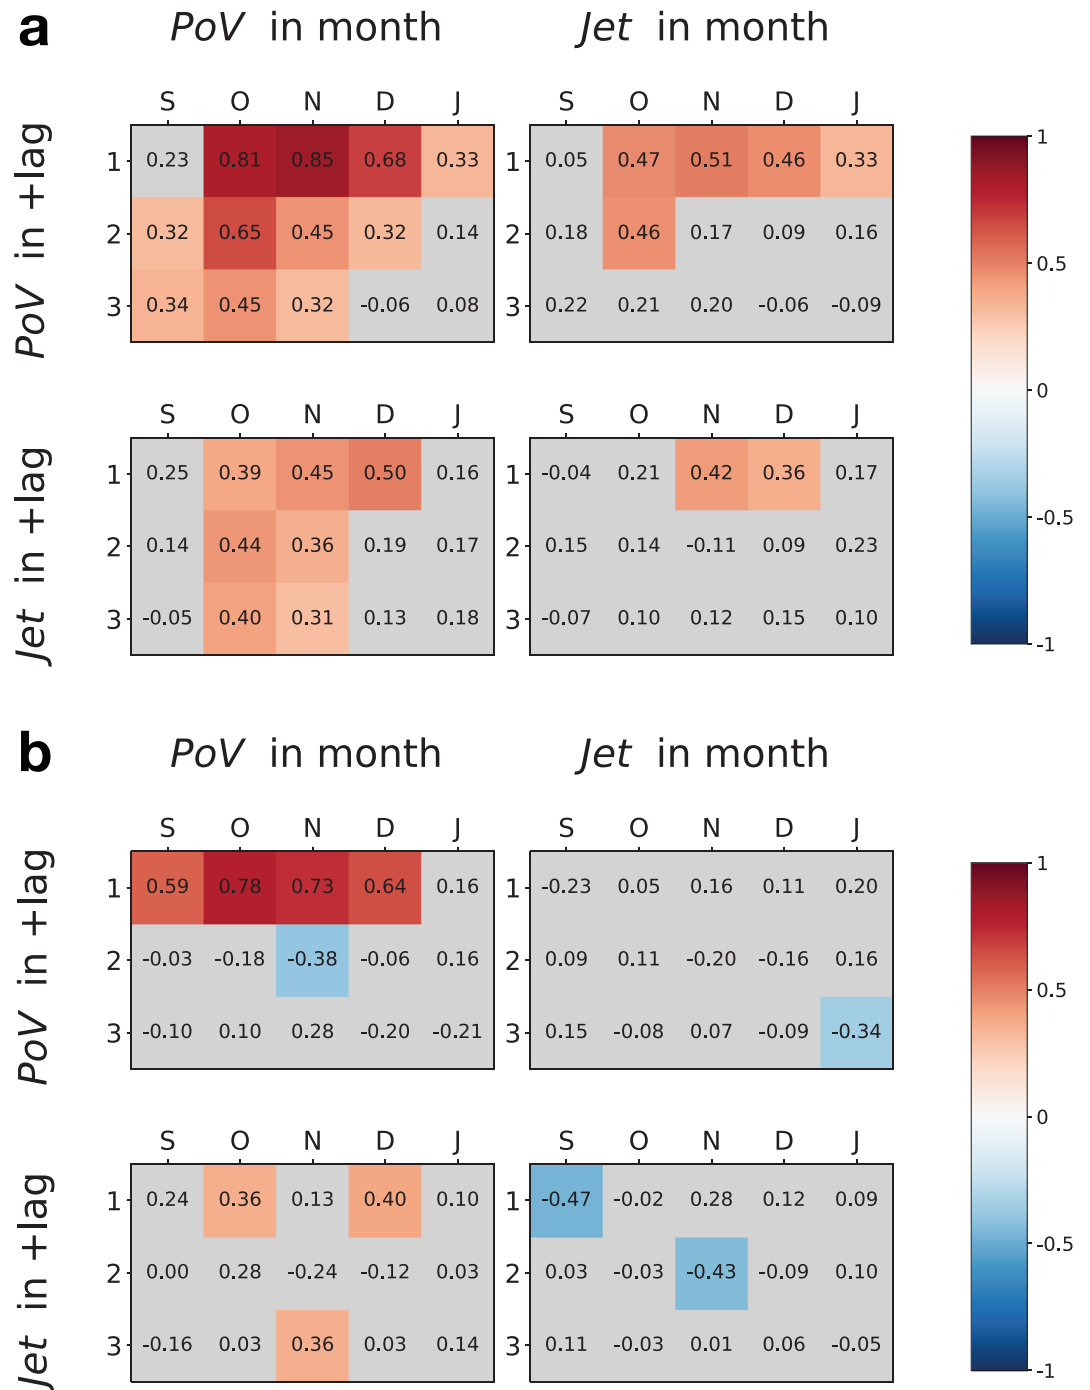 a
PoV in month Jet in month
S O N D J S O N D J
PoV in +lag
1 0.23 0.81 0.85 0.68 0.33 1 0.05 0.47 0.51 0.46 0.33
2 0.32 0.65 0.45 0.32 0.14 2 0.18 0.46 0.17 0.09 0.16
3 0.34 0.45 0.32 -0.06 0.08 3 0.22 0.21 0.20 -0.06 -0.09
S O N D J S O N D J
Jet in +lag
1 0.25 0.39 0.45 0.50 0.16 1 -0.04 0.21 0.42 0.36 0.17
2 0.14 0.44 0.36 0.19 0.17 2 0.15 0.14 -0.11 0.09 0.23
3 -0.05 0.40 0.31 0.13 0.18 3 -0.07 0.10 0.12 0.15 0.10
1
0.5
0
-0.5
-1
b
PoV in month Jet in month
S O N D J S O N D J
PoV in +lag
1 0.59 0.78 0.73 0.64 0.16 1 -0.23 0.05 0.16 0.11 0.20
2 -0.03 -0.18 -0.38 -0.06 0.16 2 0.09 0.11 -0.20 -0.16 0.16
3 -0.10 0.10 0.28 -0.20 -0.21 3 0.15 -0.08 0.07 -0.09 -0.34
S O N D J S O N D J
Jet in +lag
1 0.24 0.36 0.13 0.40 0.10 1 -0.47 -0.02 0.28 0.12 0.09
2 0.00 0.28 -0.24 -0.12 0.03 2 0.03 -0.03 -0.43 -0.09 0.10
3 -0.16 0.03 0.36 0.03 0.14 3 0.11 -0.03 0.01 0.06 -0.05
1
0.5
0
-0.5
-1